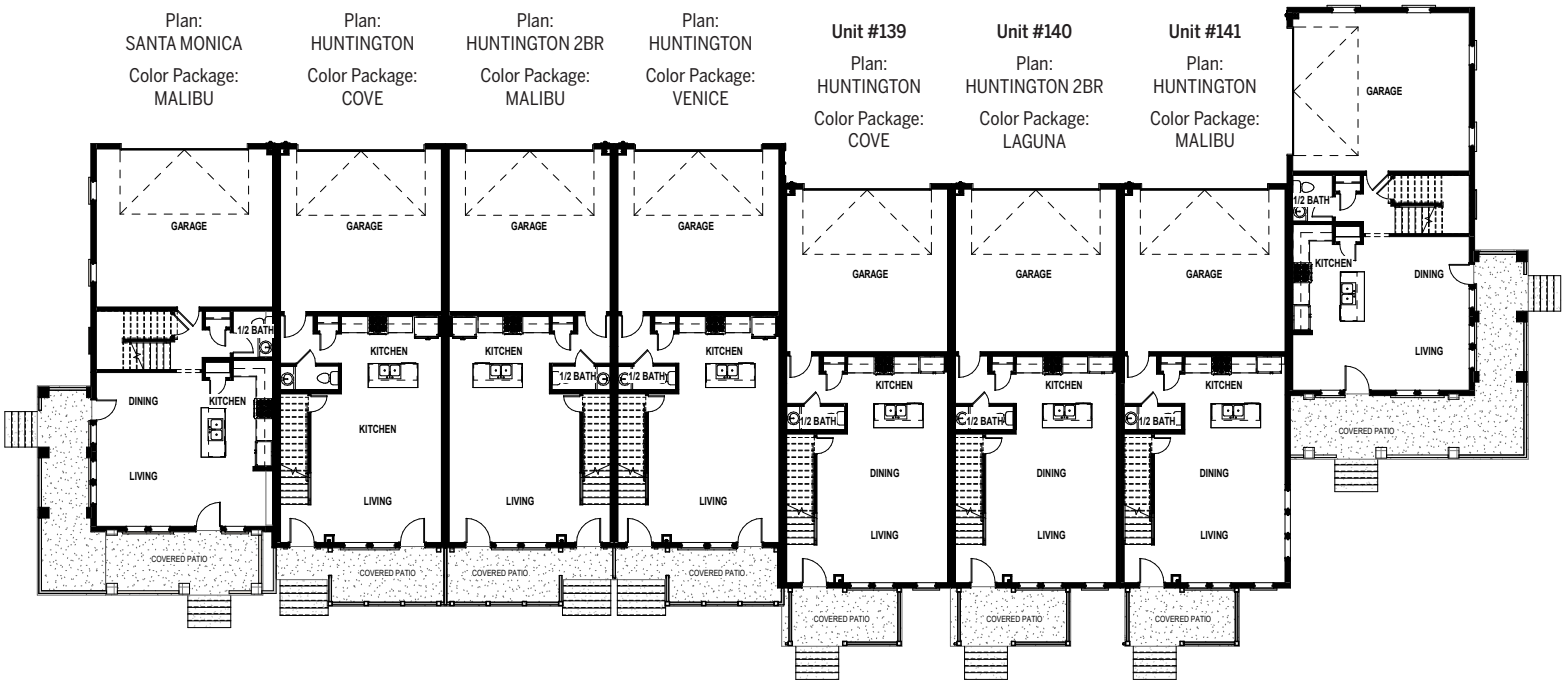 Plan:
SANTA MONICA
Color Package:
MALIBU
Plan:
HUNTINGTON
Color Package:
COVE
Plan:
HUNTINGTON 2BR
Color Package:
MALIBU
Plan:
HUNTINGTON
Color Package:
VENICE
Unit #139
Plan:
HUNTINGTON
Color Package:
COVE
Unit #140
Plan:
HUNTINGTON 2BR
Color Package:
LAGUNA
Unit #141
Plan:
HUNTINGTON
Color Package:
MALIBU
GARAGE
1/2 BATH
DINING
KITCHEN
LIVING
COVERED PATIO
GARAGE
KITCHEN
KITCHEN
LIVING
COVERED PATIO
GARAGE
KITCHEN
1/2 BATH
LIVING
COVERED PATIO
GARAGE
KITCHEN
1/2 BATH
LIVING
COVERED PATIO
GARAGE
KITCHEN
1/2 BATH
DINING
LIVING
COVERED PATIO
GARAGE
KITCHEN
1/2 BATH
DINING
LIVING
COVERED PATIO
GARAGE
KITCHEN
1/2 BATH
DINING
LIVING
COVERED PATIO
GARAGE
1/2 BATH
KITCHEN
DINING
LIVING
COVERED PATIO